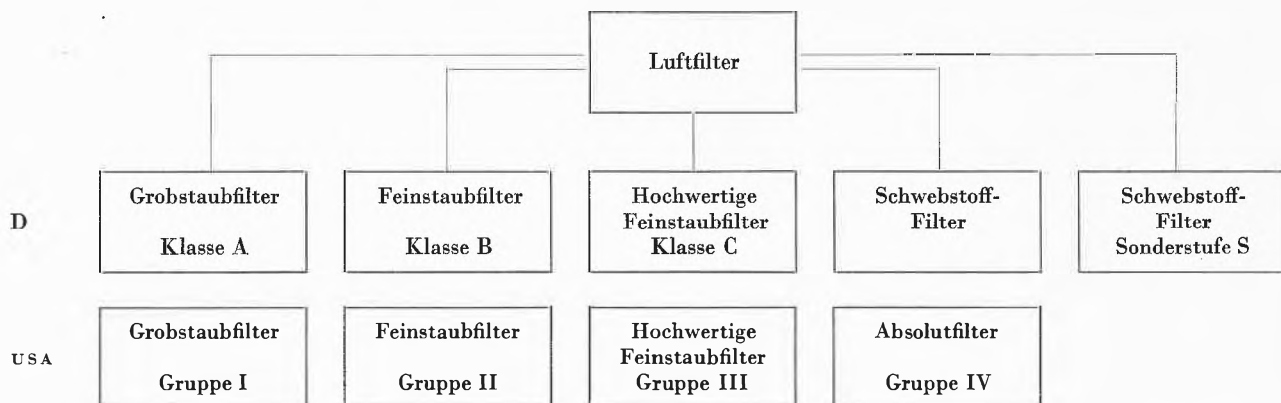 Luftfilter
D
Grobstaubfilter
Klasse A
Feinstaubfilter
Klasse B
Hochwertige
Feinstaubfilter
Klasse C
Schwebstoff-
Filter
Schwebstoff-
Filter
Sonderstufe S
USA
Grobstaubfilter
Gruppe I
Feinstaubfilter
Gruppe II
Hochwertige
Feinstaubfilter
Gruppe III
Absolutfilter
Gruppe IV